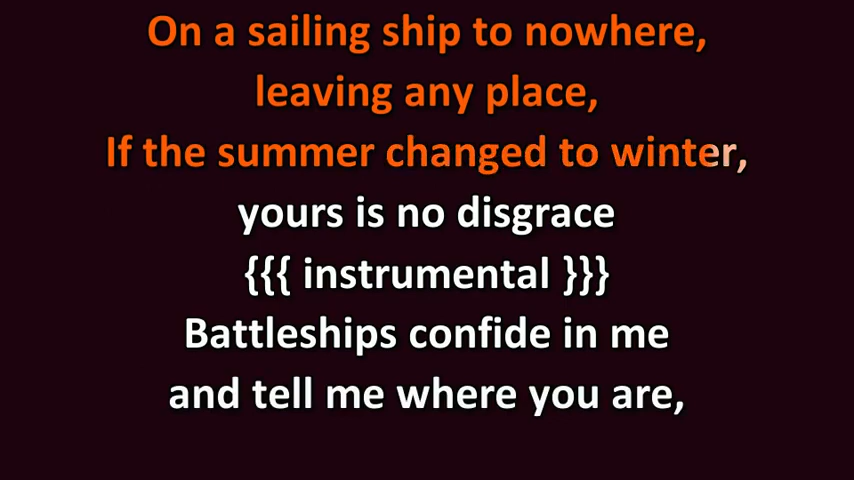 On a sailing ship to nowhere,
leaving any place,
If the summer changed to winter,
yours is no disgrace
{{{ instrumental }}}
Battleships confide in me
and tell me where you are,